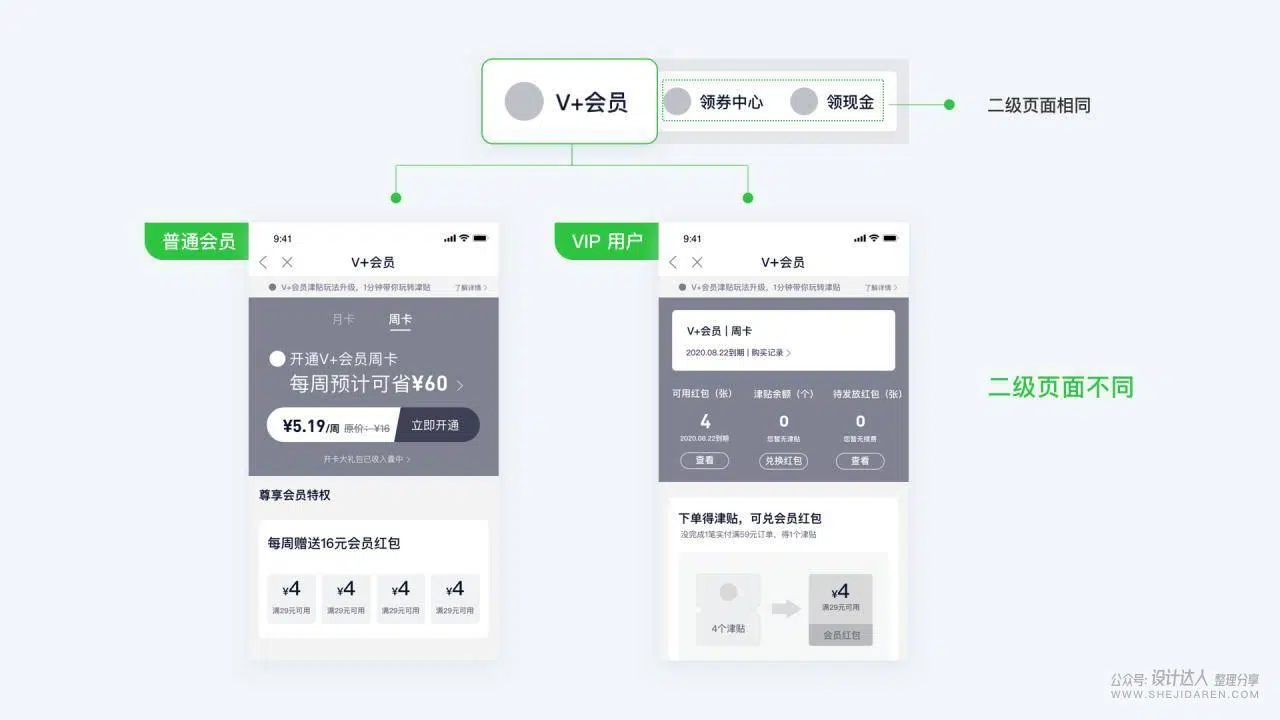 V+会员
领券中心
领现金
二级页面相同
普通会员
9:41
V+会员
V+会员津贴玩法升级，1分钟带你玩转津贴
了解详情 >
月卡
周卡
开通V+会员周卡
每周预计可省¥60 >
¥5.19/周 原价：¥16
立即开通
开卡大礼包已收入囊中 >
尊享会员特权
每周赠送16元会员红包
¥4 ¥4 ¥4 ¥4
满29元可用 满29元可用 满29元可用 满29元可用
VIP 用户
9:41
V+会员
V+会员津贴玩法升级，1分钟带你玩转津贴
了解详情 >
V+会员 | 周卡
2020.08.22到期 | 购买记录 >
可用红包（张） 津贴余额（个） 待发放红包（张）
4 0 0
2020.08.22到期 您暂无津贴 您暂无续费
查看 兑换红包 查看
下单得津贴，可兑会员红包
没完成1笔实付满59元订单，得1个津贴
4个津贴
¥4
满29元可用
会员红包
二级页面不同
公众号: 设计达人 整理分享
WWW.SHEJIDAREN.COM